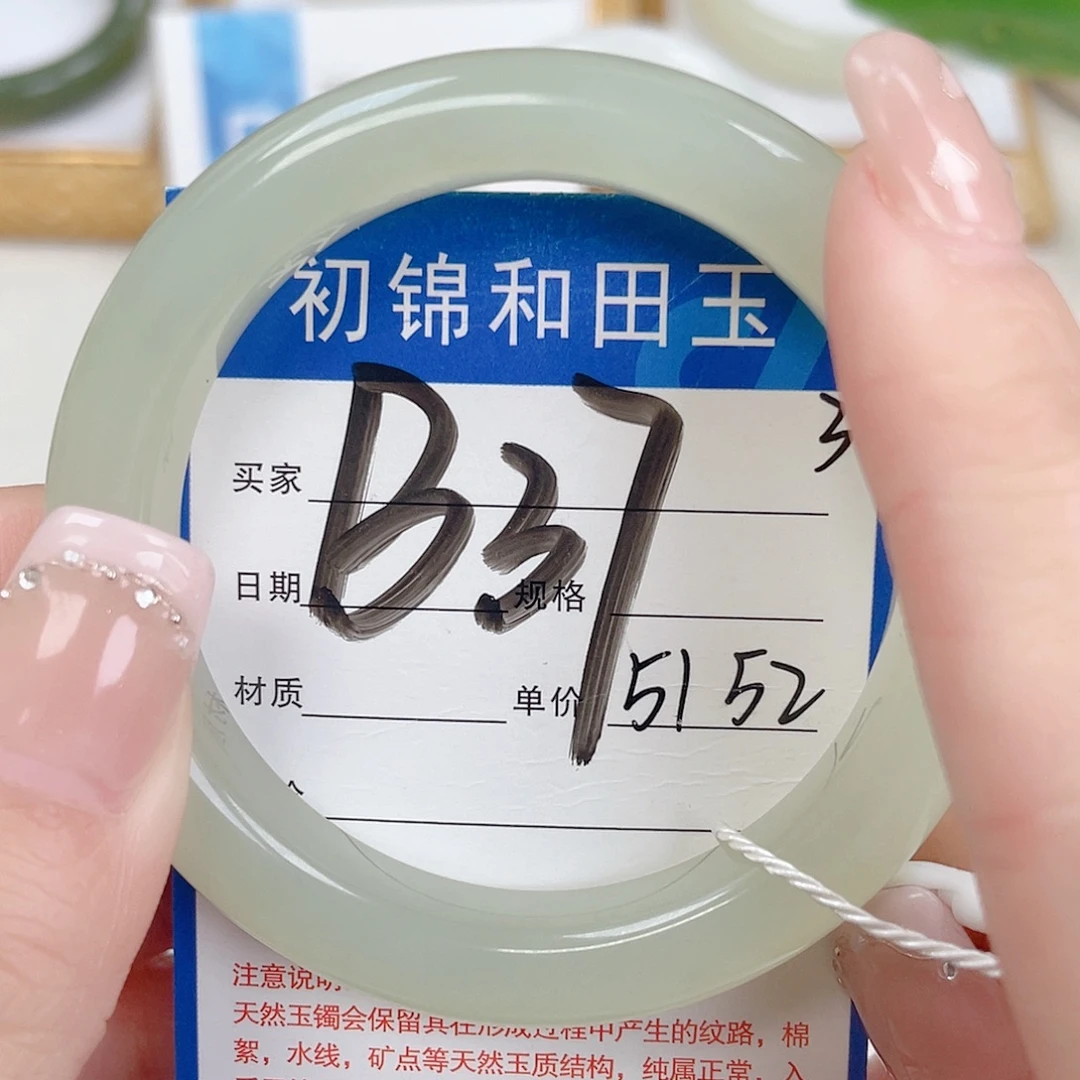 初锦和田玉
B37
买家
日期 规格
材质 单价 51 52
注意说明
天然玉镯会保留其在形成过程中产生的纹路，棉
絮，水线，矿点等天然玉质结构，纯属正常，入